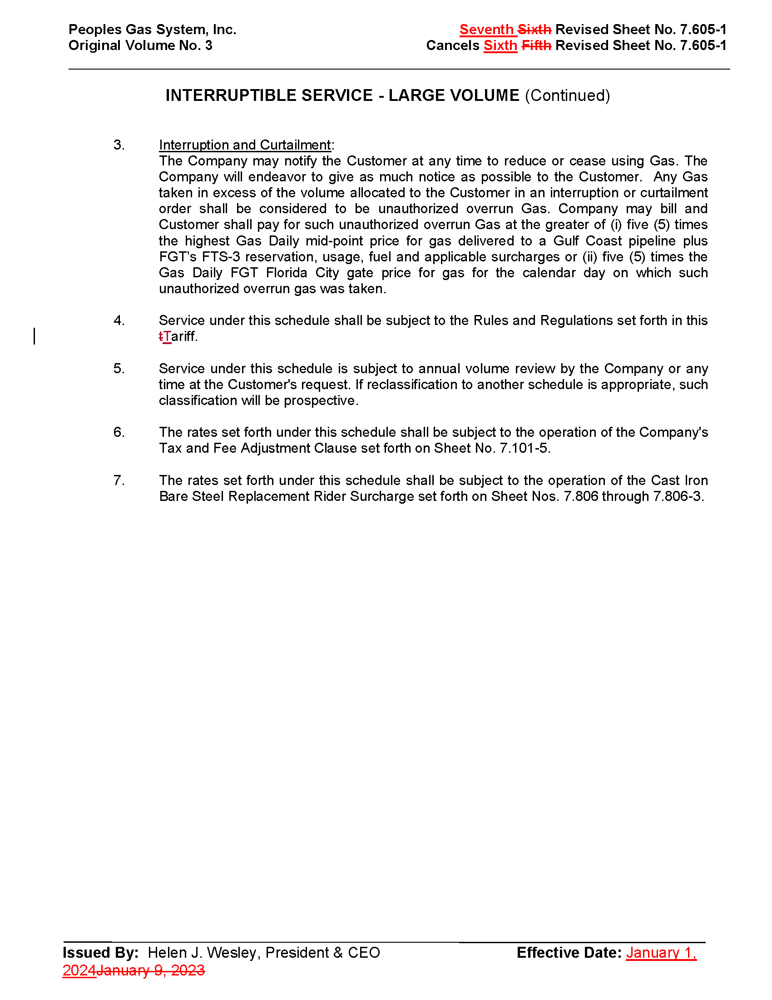 Peoples Gas System, Inc. Seventh Sixth Revised Sheet No. 7.605-1
Original Volume No. 3 Cancels Sixth Fifth Revised Sheet No. 7.605-1
INTERRUPTIBLE SERVICE - LARGE VOLUME (Continued)
3. Interruption and Curtailment:
The Company may notify the Customer at any time to reduce or cease using Gas. The
Company will endeavor to give as much notice as possible to the Customer. Any Gas
taken in excess of the volume allocated to the Customer in an interruption or curtailment
order shall be considered to be unauthorized overrun Gas. Company may bill and
Customer shall pay for such unauthorized overrun Gas at the greater of (i) five (5) times
the highest Gas Daily mid-point price for gas delivered to a Gulf Coast pipeline plus
FGT’s FTS-3 reservation, usage, fuel and applicable surcharges or (ii) five (5) times the
Gas Daily FGT Florida City gate price for gas for the calendar day on which such
unauthorized overrun gas was taken.
4. Service under this schedule shall be subject to the Rules and Regulations set forth in this
tTariff.
5. Service under this schedule is subject to annual volume review by the Company or any
time at the Customer's request. If reclassification to another schedule is appropriate, such
classification will be prospective.
6. The rates set forth under this schedule shall be subject to the operation of the Company's
Tax and Fee Adjustment Clause set forth on Sheet No. 7.101-5.
7. The rates set forth under this schedule shall be subject to the operation of the Cast Iron
Bare Steel Replacement Rider Surcharge set forth on Sheet Nos. 7.806 through 7.806-3.
Issued By: Helen J. Wesley, President & CEO Effective Date: January 1,
2024January 9, 2023